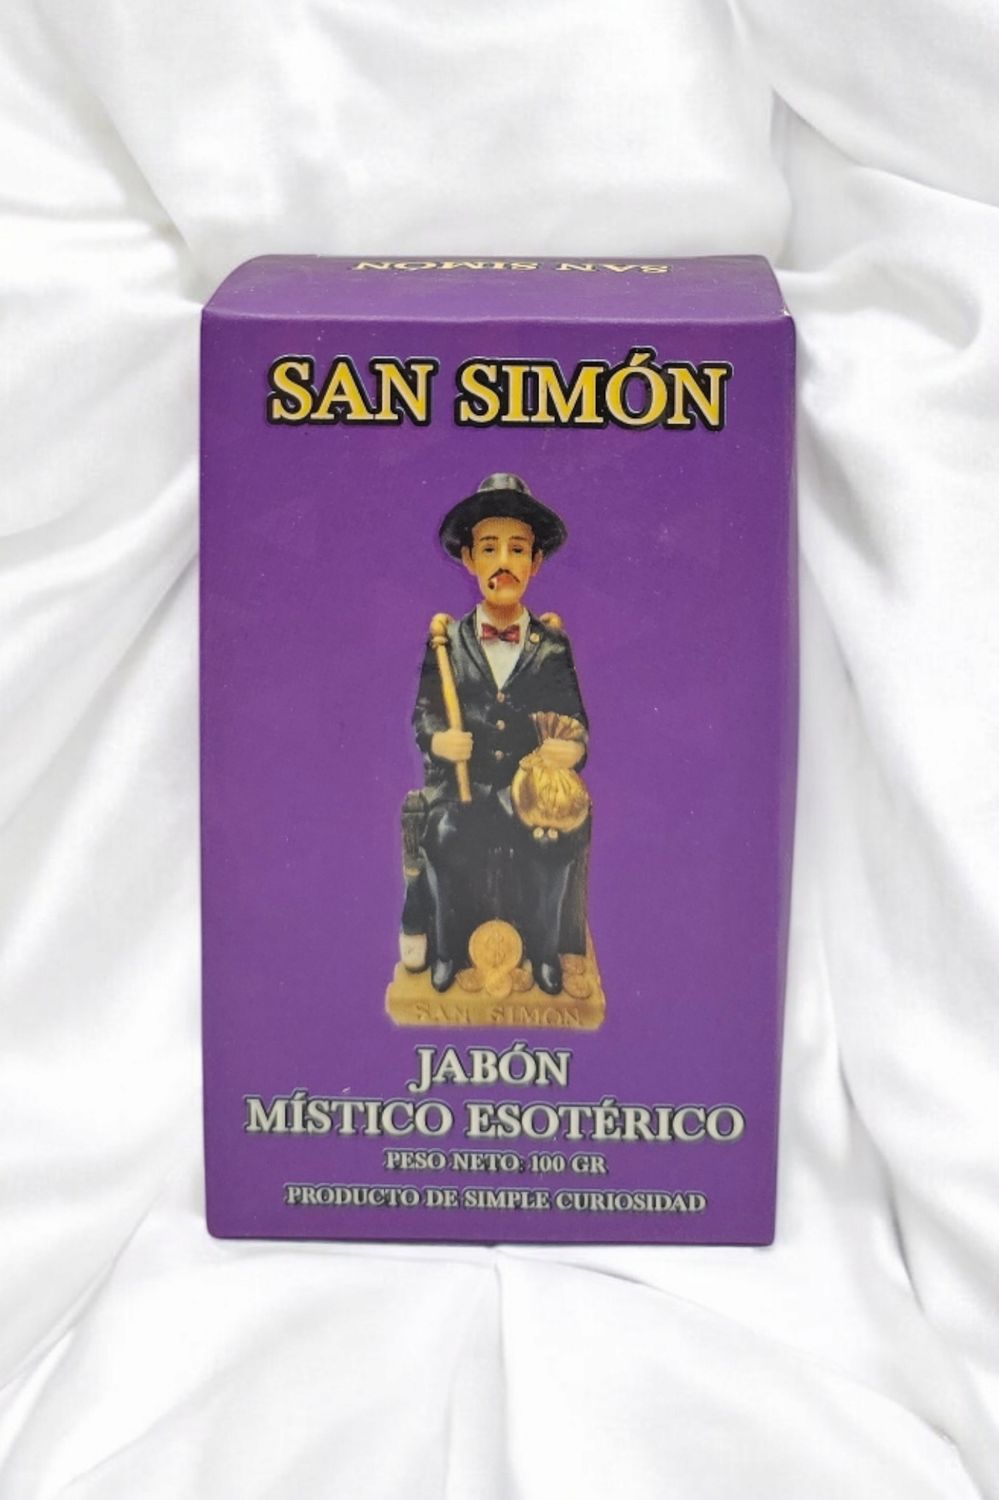 SAN SIMÓN
SAN SIMÓN
SAN SIMON
JABÓN
MÍSTICO ESOTÉRICO
PESO NETO: 100 GR
PRODUCTO DE SIMPLE CURIOSIDAD